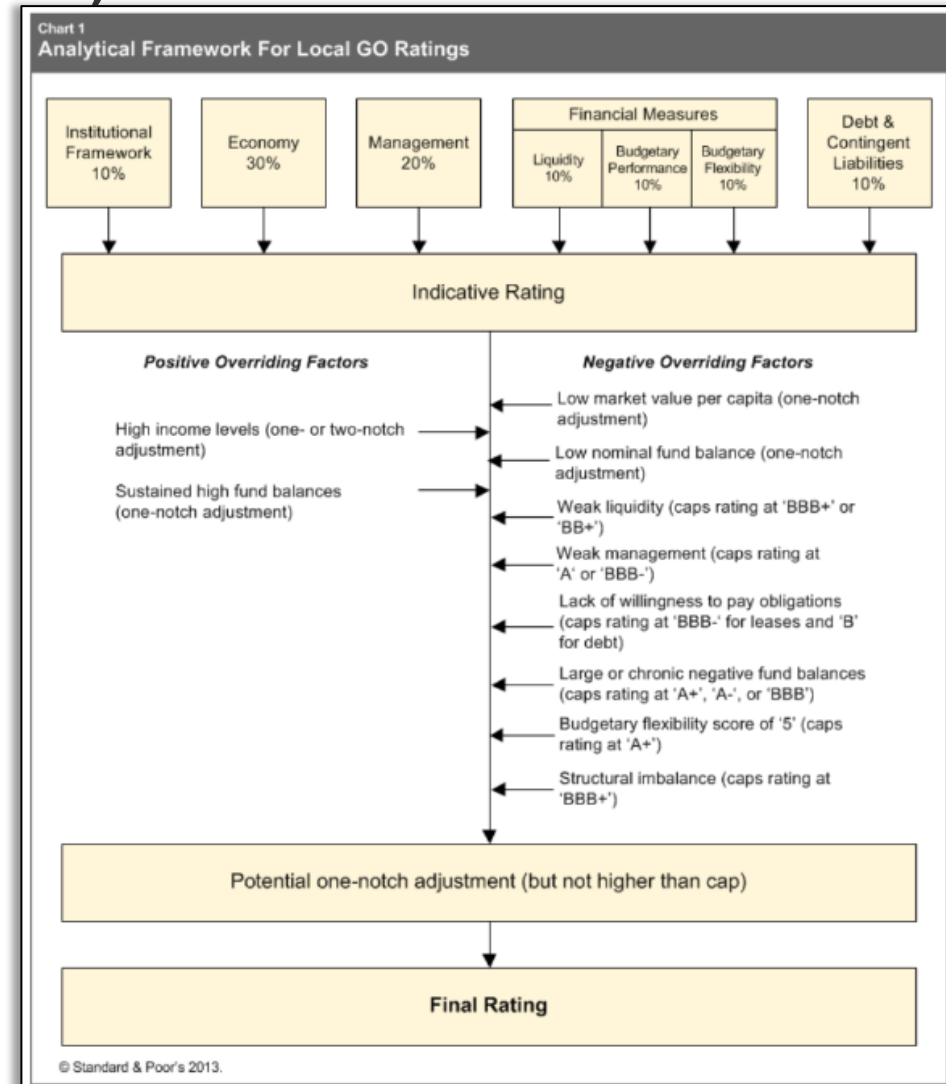 Chart 1
Analytical Framework For Local GO Ratings
Institutional
Framework
10%
Economy
30%
Management
20%
Financial Measures
Liquidity
10%
Budgetary
Performance
10%
Budgetary
Flexibility
10%
Debt &
Contingent
Liabilities
10%
Indicative Rating
Positive Overriding Factors
High income levels (one- or two-notch
adjustment)
Sustained high fund balances
(one-notch adjustment)
Negative Overriding Factors
Low market value per capita (one-notch
adjustment)
Low nominal fund balance (one-notch
adjustment)
Weak liquidity (caps rating at 'BBB+' or
'BB+')
Weak management (caps rating at
'A' or 'BBB-')
Lack of willingness to pay obligations
(caps rating at 'BBB-' for leases and 'B'
for debt)
Large or chronic negative fund balances
(caps rating at 'A+', 'A-', or 'BBB')
Budgetary flexibility score of '5' (caps
rating at 'A+')
Structural imbalance (caps rating at
'BBB+')
Potential one-notch adjustment (but not higher than cap)
Final Rating
© Standard & Poor's 2013.